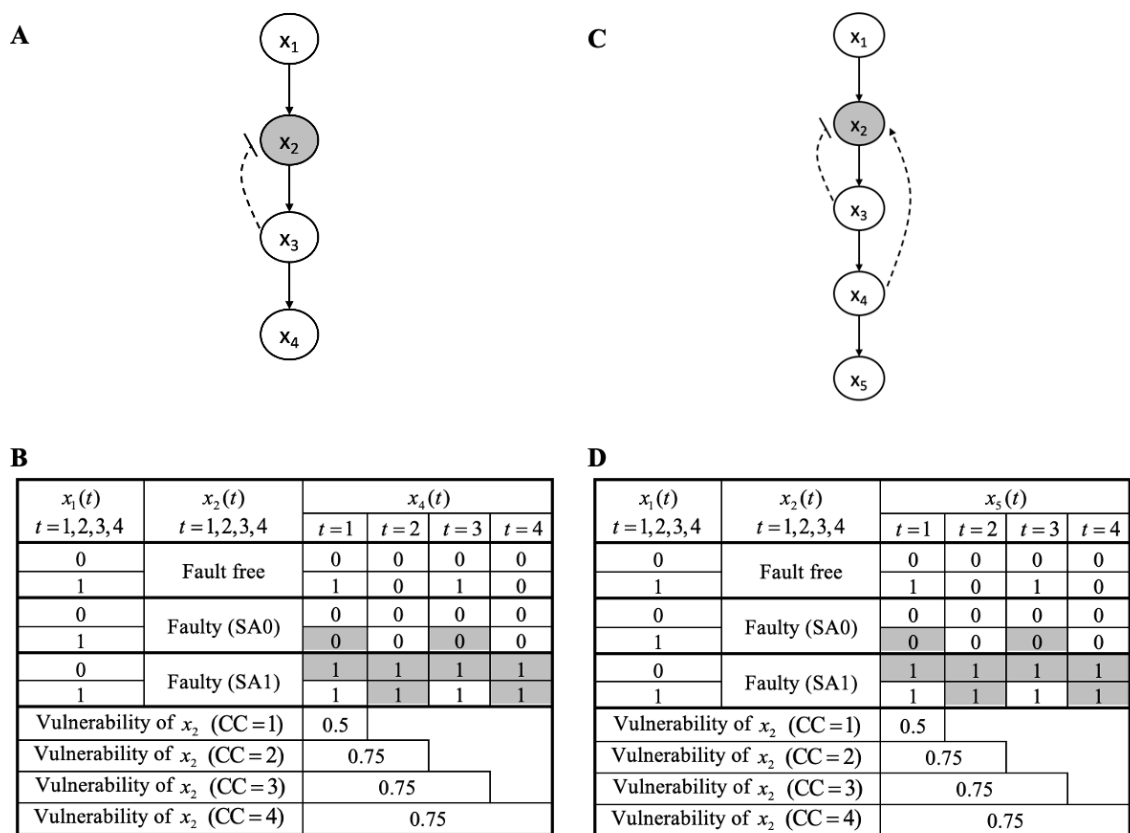 A
x1
x2
x3
x4
C
x1
x2
x3
x4
x5
B
x1(t) x2(t) x4(t)
t=1,2,3,4 t=1,2,3,4 t=1 t=2 t=3 t=4
0 Fault free 0 0 0 0
1 1 0 1 0
0 Faulty (SA0) 0 0 0 0
1 0 0 0 0
0 Faulty (SA1) 1 1 1 1
1 1 1 1 1
Vulnerability of x2 (CC=1) 0.5
Vulnerability of x2 (CC=2) 0.75
Vulnerability of x2 (CC=3) 0.75
Vulnerability of x2 (CC=4) 0.75
D
x1(t) x2(t) x5(t)
t=1,2,3,4 t=1,2,3,4 t=1 t=2 t=3 t=4
0 Fault free 0 0 0 0
1 1 0 1 0
0 Faulty (SA0) 0 0 0 0
1 0 0 0 0
0 Faulty (SA1) 1 1 1 1
1 1 1 1 1
Vulnerability of x2 (CC=1) 0.5
Vulnerability of x2 (CC=2) 0.75
Vulnerability of x2 (CC=3) 0.75
Vulnerability of x2 (CC=4) 0.75